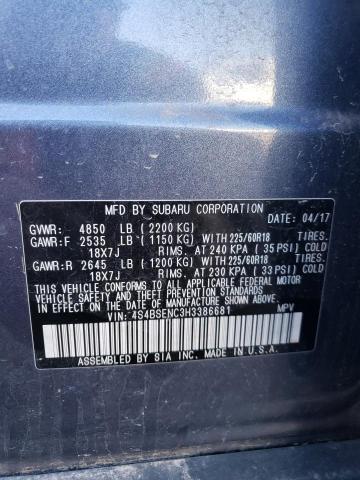 MFD BY SUBARU CORPORATION DATE: 04/17
GVWR: 4850 LB ( 2200 KG)
GAWR:F 2535 LB ( 1150 KG) WITH 225/60R18 TIRES.
18X7J RIMS. AT 240 KPA ( 35 PSI) COLD
GAWR:R 2645 LB ( 1200 KG) WITH 225/60R18 TIRES.
18X7J RIMS. AT 230 KPA ( 33 PSI) COLD
THIS VEHICLE CONFORMS TO ALL APPLICABLE FEDERAL MOTOR
VEHICLE SAFETY, BUMPER, AND THEFT PREVENTION STANDARDS
IN EFFECT ON THE DATE OF MANUFACTURE SHOWN ABOVE.
VIN: 4S4BSENC3H3386681 MPV
ASSEMBLED BY SIA INC. IN U.S.A.